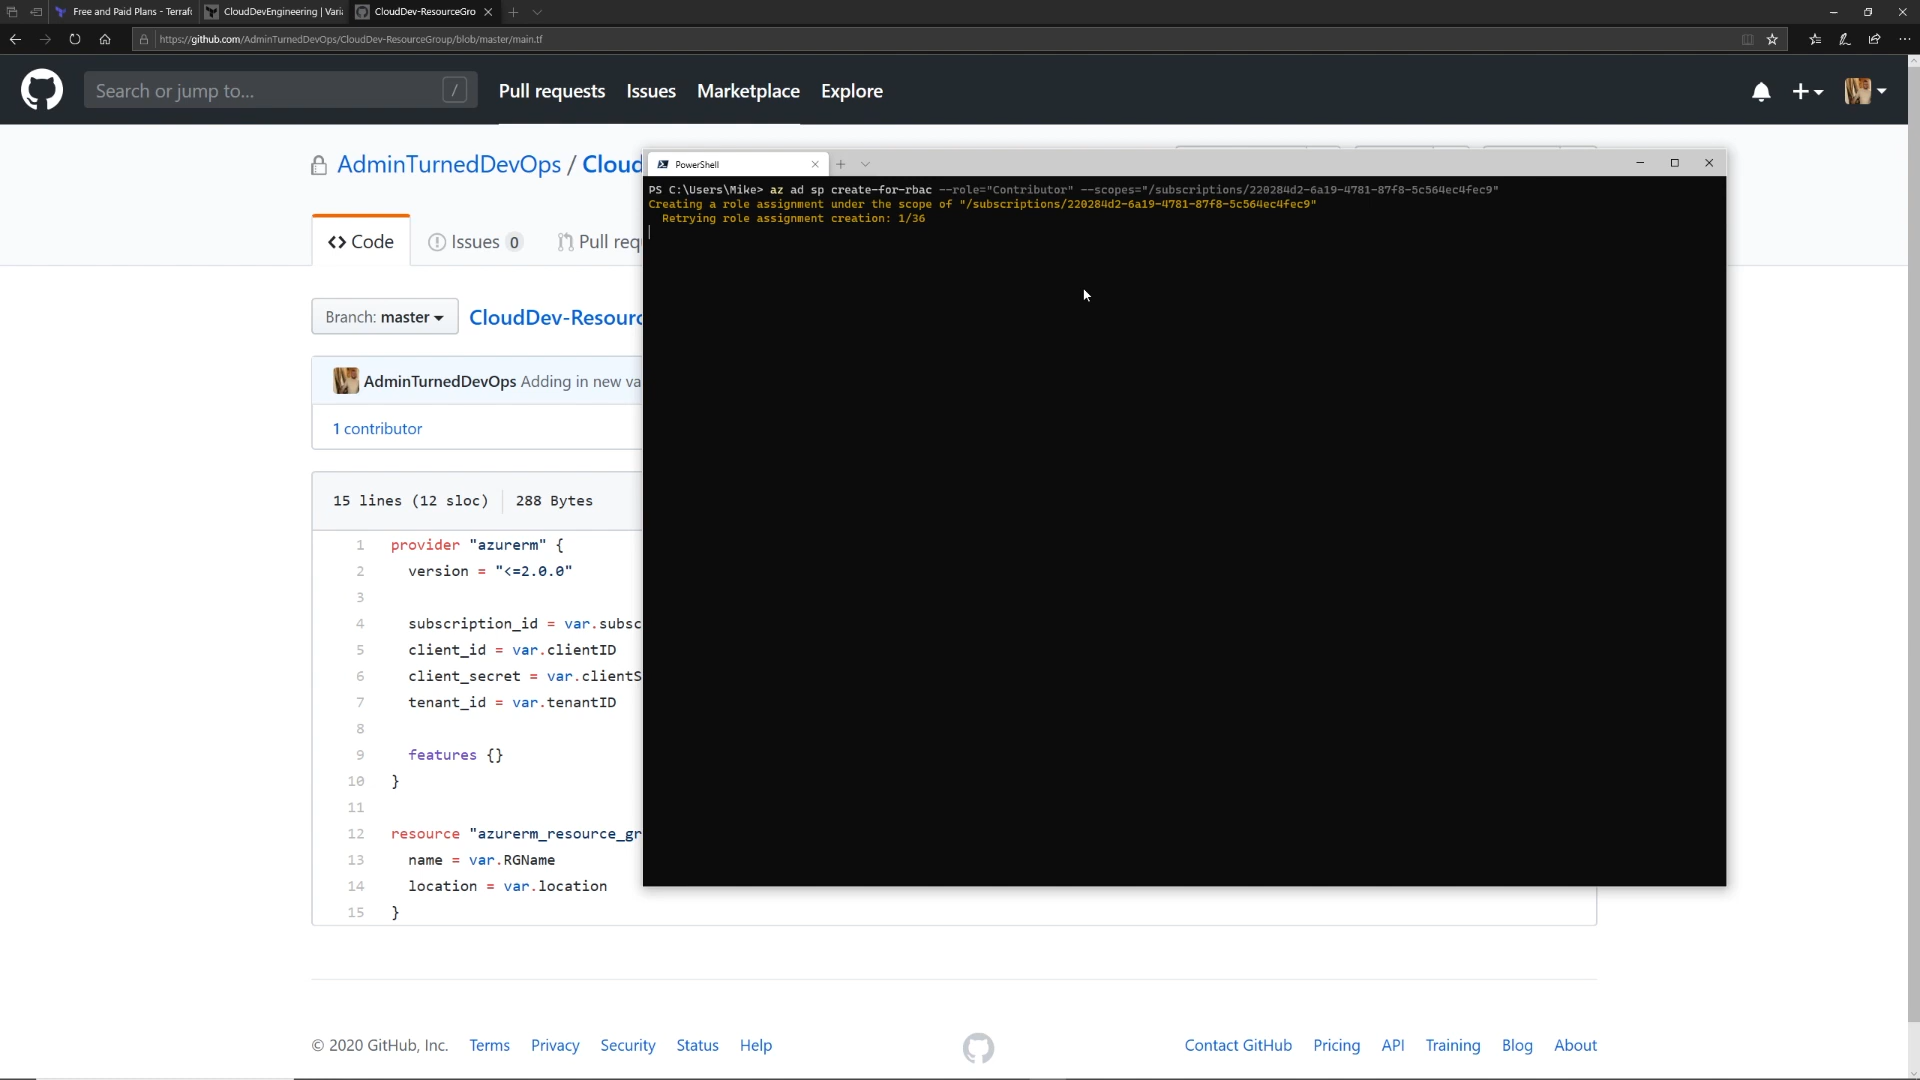 Free and Paid Plans - Terraf
CloudDevEngineering | Vari
CloudDev-ResourceGro
https://github.com/AdminTurnedDevOps/CloudDev-ResourceGroup/blob/master/main.tf
Search or jump to...
/
Pull requests
Issues
Marketplace
Explore
AdminTurnedDevOps / Cloud
Code
Issues 0
Pull req
Branch: master
CloudDev-Resourc
AdminTurnedDevOps Adding in new va
1 contributor
15 lines (12 sloc)
288 Bytes
1 provider "azurerm" {
2 version = "<=2.0.0"
3
4 subscription_id = var.subsc
5 client_id = var.clientID
6 client_secret = var.clientS
7 tenant_id = var.tenantID
8
9 features {}
10 }
11
12 resource "azurerm_resource_gr
13 name = var.RGName
14 location = var.location
15 }
PowerShell
PS C:\Users\Mike> az ad sp create-for-rbac --role="Contributor" --scopes="/subscriptions/220284d2-6a19-4781-87f8-5c564ec4fec9"
Creating a role assignment under the scope of "/subscriptions/220284d2-6a19-4781-87f8-5c564ec4fec9"
Retrying role assignment creation: 1/36
© 2020 GitHub, Inc.
Terms
Privacy
Security
Status
Help
Contact GitHub
Pricing
API
Training
Blog
About